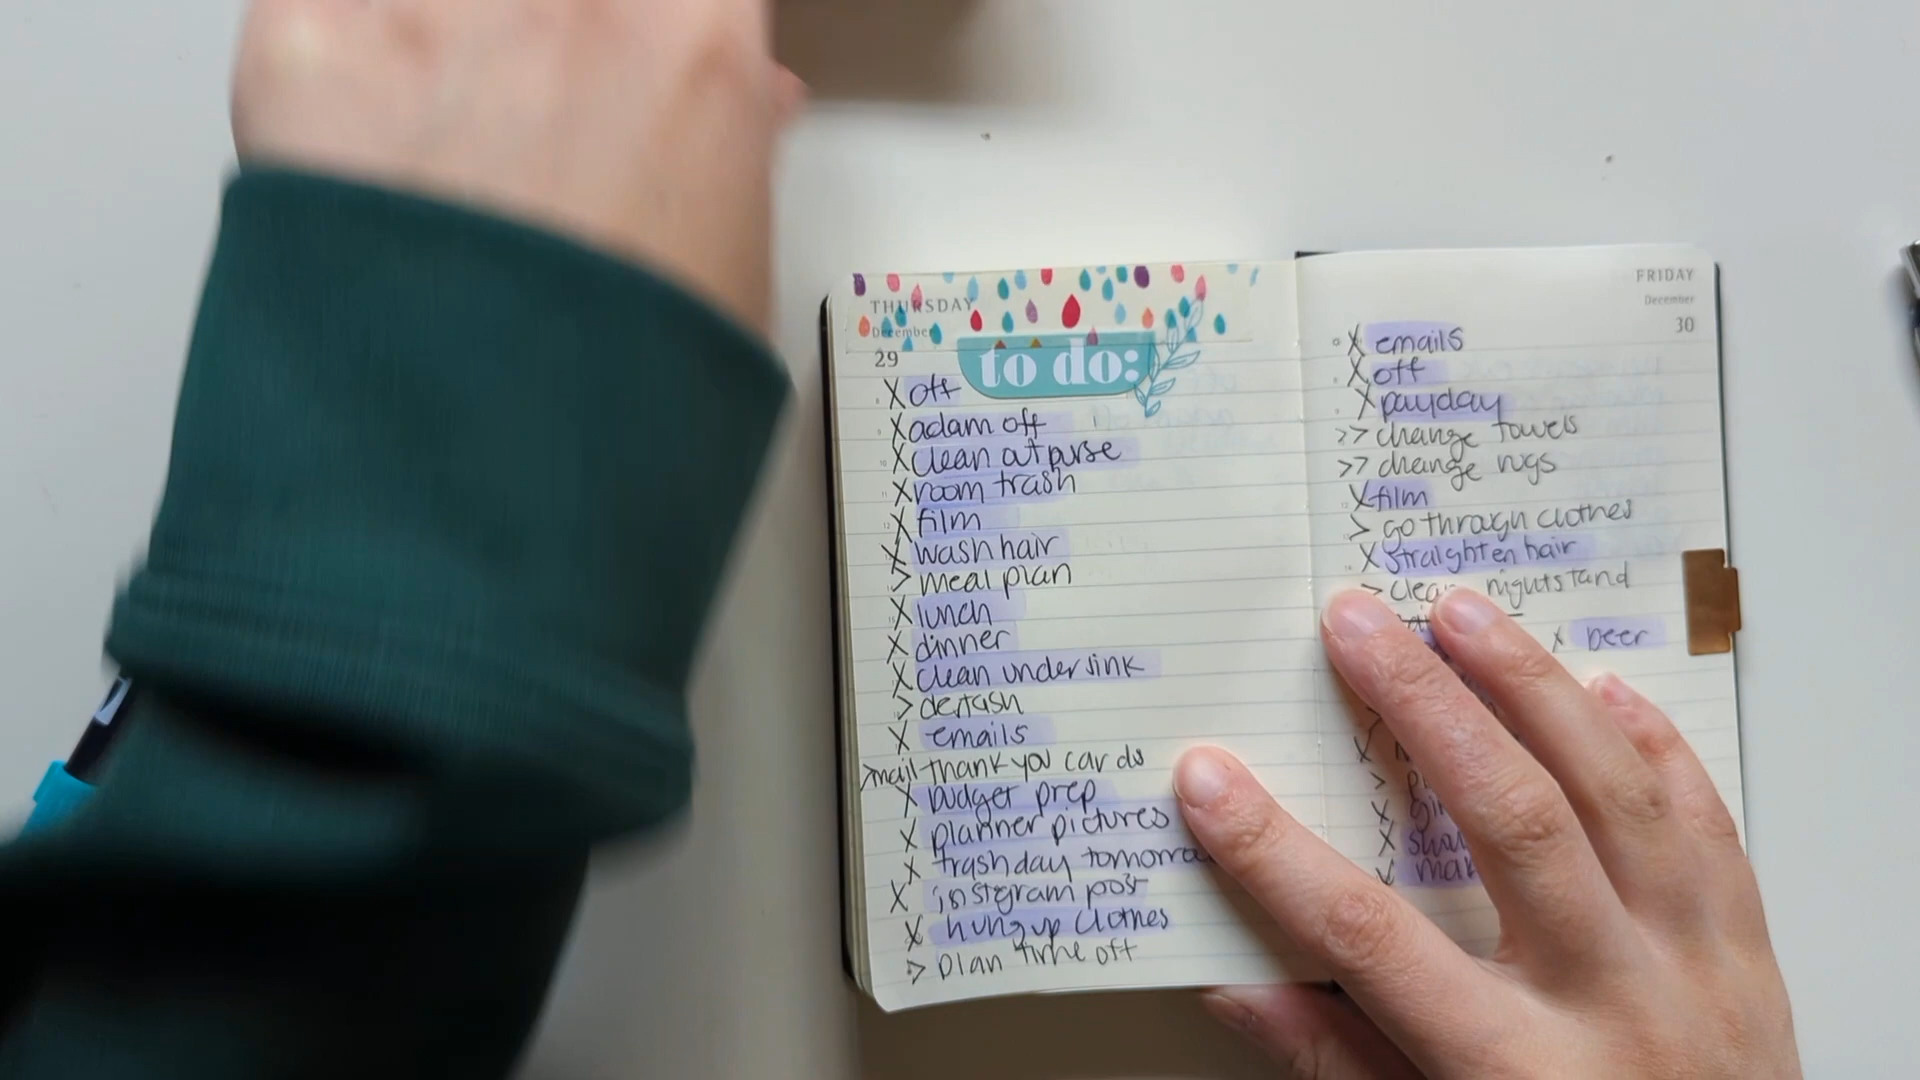 THURSDAY
December
29
to do:
X off
X adam off
X clean out purse
X room trash
X film
X wash hair
> meal plan
X lunch
X dinner
X clean under sink
> detash
X emails
>mail thank you cards
X budget prep
X planner pictures
X trash day tomorro
X instgram post
X hung up clothes
> plan time off
FRIDAY
December
30
X emails
X off
X payday
>> change towels
>> change rugs
X film
> go through clothes
X straighten hair
> clean nightstand
X beer
X
>
X
X